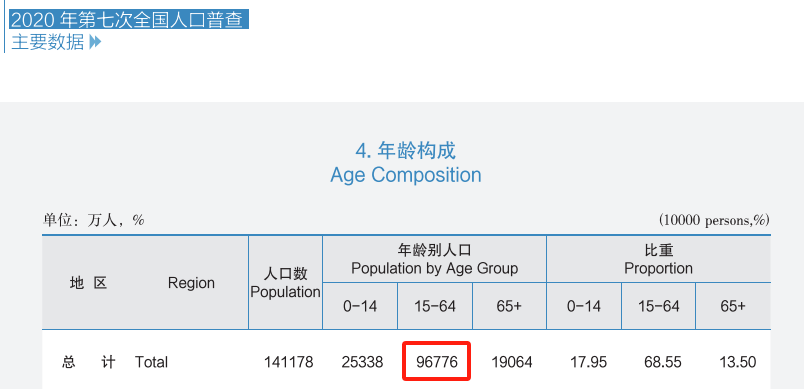 2020 年第七次全国人口普查
主要数据
4. 年龄构成
Age Composition
单位：万人，% (10000 persons,%)
地 区 Region 人口数 Population 年龄别人口 Population by Age Group 比重 Proportion
0-14 15-64 65+ 0-14 15-64 65+
总 计 Total 141178 25338 96776 19064 17.95 68.55 13.50